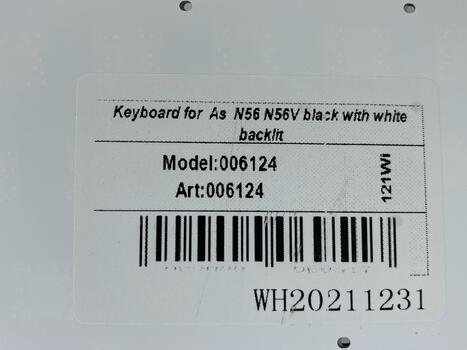 Keyboard for As N56 N56V black with white
backlit
Model:006124
Art:006124
121Wi
WH20211231